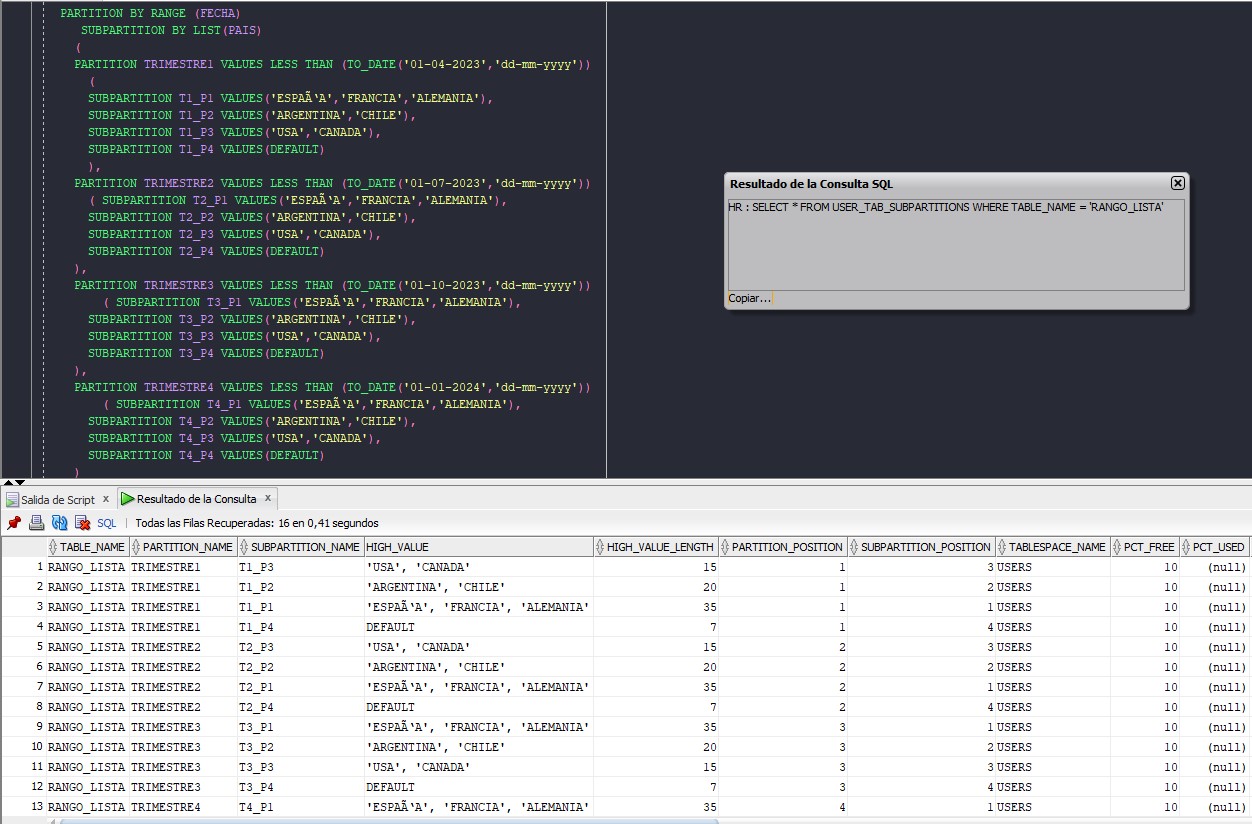 PARTITION BY RANGE (FECHA)
SUBPARTITION BY LIST(PAIS)
(
PARTITION TRIMESTRE1 VALUES LESS THAN (TO_DATE('01-04-2023','dd-mm-yyyy'))
(
SUBPARTITION T1_P1 VALUES('ESPAÃ‘A','FRANCIA','ALEMANIA'),
SUBPARTITION T1_P2 VALUES('ARGENTINA','CHILE'),
SUBPARTITION T1_P3 VALUES('USA','CANADA'),
SUBPARTITION T1_P4 VALUES(DEFAULT)
),
PARTITION TRIMESTRE2 VALUES LESS THAN (TO_DATE('01-07-2023','dd-mm-yyyy'))
( SUBPARTITION T2_P1 VALUES('ESPAÃ‘A','FRANCIA','ALEMANIA'),
SUBPARTITION T2_P2 VALUES('ARGENTINA','CHILE'),
SUBPARTITION T2_P3 VALUES('USA','CANADA'),
SUBPARTITION T2_P4 VALUES(DEFAULT)
),
PARTITION TRIMESTRE3 VALUES LESS THAN (TO_DATE('01-10-2023','dd-mm-yyyy'))
( SUBPARTITION T3_P1 VALUES('ESPAÃ‘A','FRANCIA','ALEMANIA'),
SUBPARTITION T3_P2 VALUES('ARGENTINA','CHILE'),
SUBPARTITION T3_P3 VALUES('USA','CANADA'),
SUBPARTITION T3_P4 VALUES(DEFAULT)
),
PARTITION TRIMESTRE4 VALUES LESS THAN (TO_DATE('01-01-2024','dd-mm-yyyy'))
( SUBPARTITION T4_P1 VALUES('ESPAÃ‘A','FRANCIA','ALEMANIA'),
SUBPARTITION T4_P2 VALUES('ARGENTINA','CHILE'),
SUBPARTITION T4_P3 VALUES('USA','CANADA'),
SUBPARTITION T4_P4 VALUES(DEFAULT)
)
Resultado de la Consulta SQL
HR : SELECT * FROM USER_TAB_SUBPARTITIONS WHERE TABLE_NAME = 'RANGO_LISTA'
Copiar...
Salida de Script x Resultado de la Consulta x
SQL | Todas las Filas Recuperadas: 16 en 0,41 segundos
TABLE_NAME PARTITION_NAME SUBPARTITION_NAME HIGH_VALUE HIGH_VALUE_LENGTH PARTITION_POSITION SUBPARTITION_POSITION TABLESPACE_NAME PCT_FREE PCT_USED
1 RANGO_LISTA TRIMESTRE1 T1_P3 'USA', 'CANADA' 15 1 3 USERS 10 (null)
2 RANGO_LISTA TRIMESTRE1 T1_P2 'ARGENTINA', 'CHILE' 20 1 2 USERS 10 (null)
3 RANGO_LISTA TRIMESTRE1 T1_P1 'ESPAÃ‘A', 'FRANCIA', 'ALEMANIA' 35 1 1 USERS 10 (null)
4 RANGO_LISTA TRIMESTRE1 T1_P4 DEFAULT 7 1 4 USERS 10 (null)
5 RANGO_LISTA TRIMESTRE2 T2_P3 'USA', 'CANADA' 15 2 3 USERS 10 (null)
6 RANGO_LISTA TRIMESTRE2 T2_P2 'ARGENTINA', 'CHILE' 20 2 2 USERS 10 (null)
7 RANGO_LISTA TRIMESTRE2 T2_P1 'ESPAÃ‘A', 'FRANCIA', 'ALEMANIA' 35 2 1 USERS 10 (null)
8 RANGO_LISTA TRIMESTRE2 T2_P4 DEFAULT 7 2 4 USERS 10 (null)
9 RANGO_LISTA TRIMESTRE3 T3_P1 'ESPAÃ‘A', 'FRANCIA', 'ALEMANIA' 35 3 1 USERS 10 (null)
10 RANGO_LISTA TRIMESTRE3 T3_P2 'ARGENTINA', 'CHILE' 20 3 2 USERS 10 (null)
11 RANGO_LISTA TRIMESTRE3 T3_P3 'USA', 'CANADA' 15 3 3 USERS 10 (null)
12 RANGO_LISTA TRIMESTRE3 T3_P4 DEFAULT 7 3 4 USERS 10 (null)
13 RANGO_LISTA TRIMESTRE4 T4_P1 'ESPAÃ‘A', 'FRANCIA', 'ALEMANIA' 35 4 1 USERS 10 (null)